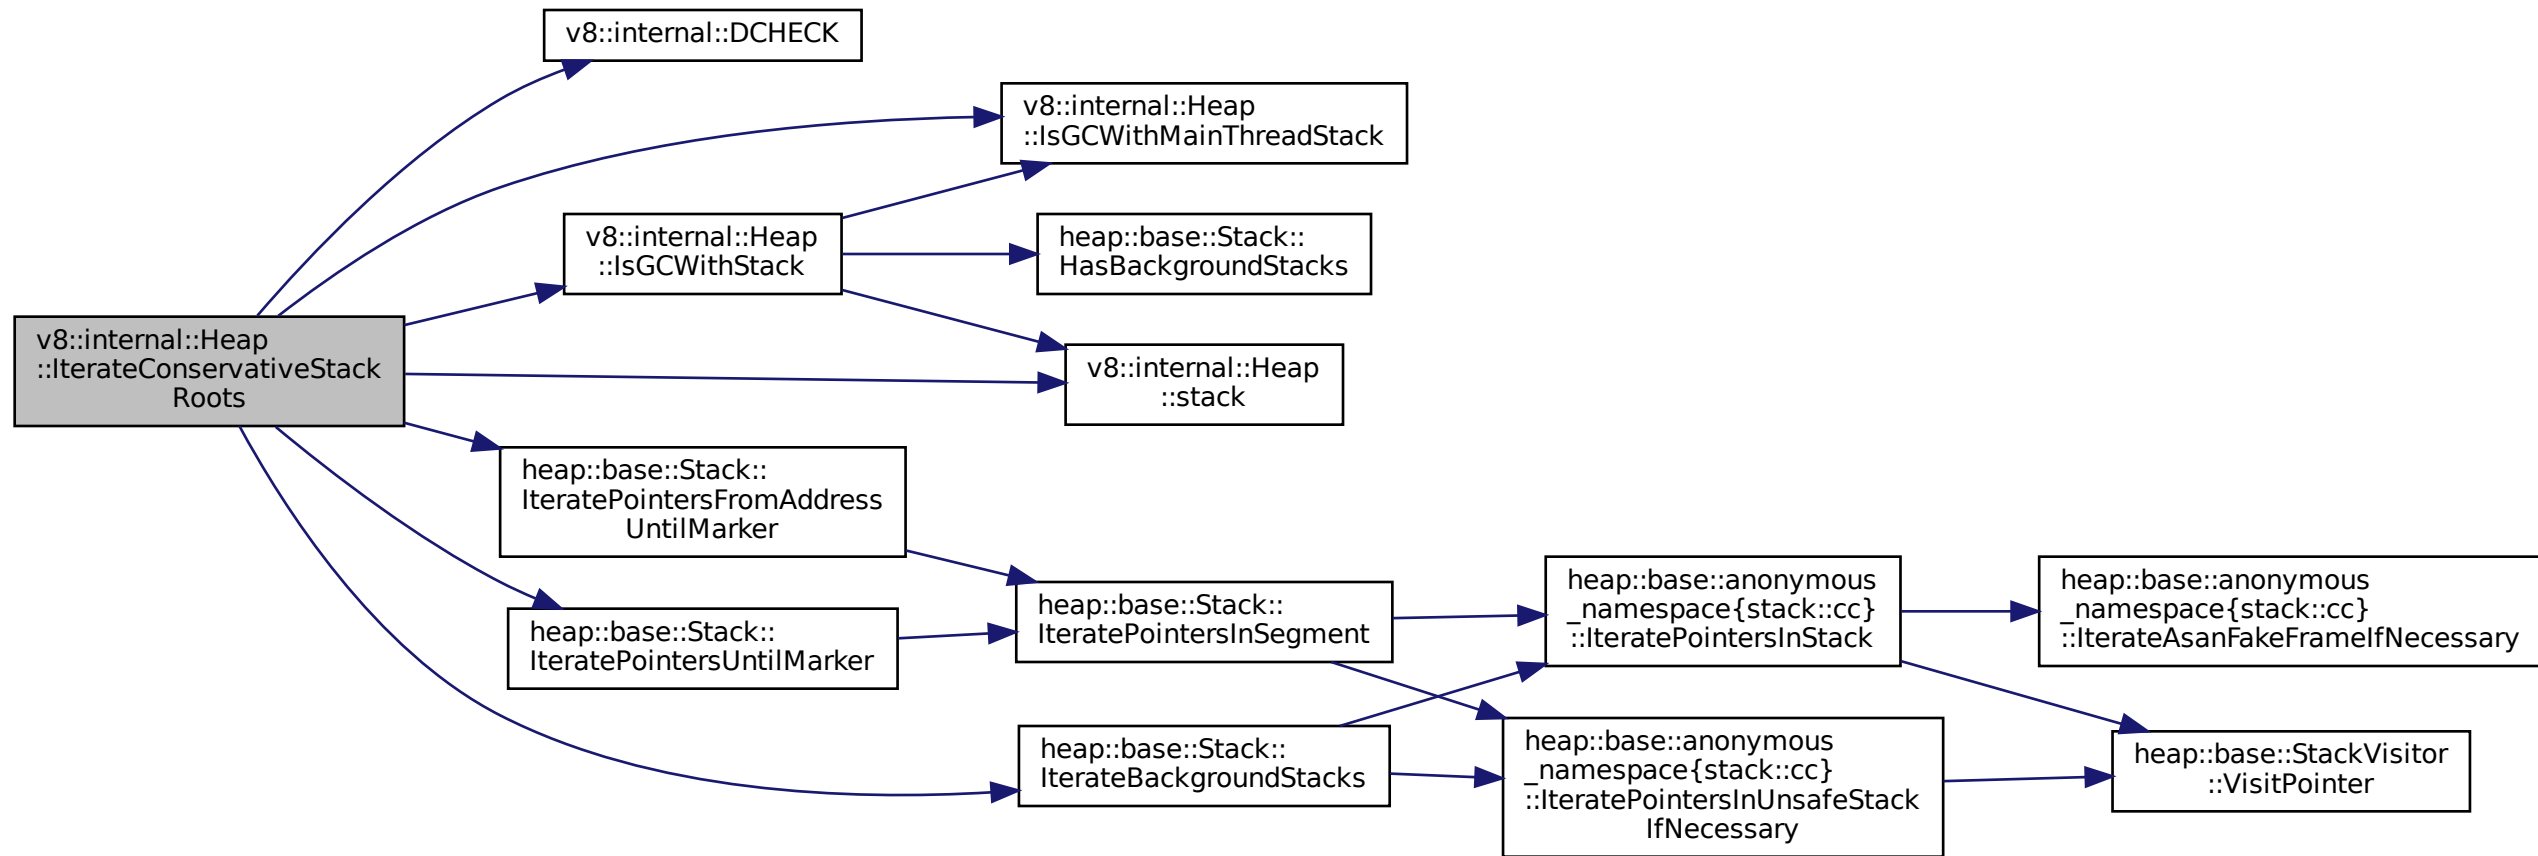 v8::internal::DCHECK
v8::internal::Heap
::IsGCWithMainThreadStack
v8::internal::Heap
::IsGCWithStack
heap::base::Stack::
HasBackgroundStacks
v8::internal::Heap
::IterateConservativeStack
Roots
v8::internal::Heap
::stack
heap::base::Stack::
IteratePointersFromAddress
UntilMarker
heap::base::Stack::
IteratePointersUntilMarker
heap::base::Stack::
IteratePointersInSegment
heap::base::anonymous
_namespace{stack::cc}
::IteratePointersInStack
heap::base::anonymous
_namespace{stack::cc}
::IterateAsanFakeFrameIfNecessary
heap::base::Stack::
IterateBackgroundStacks
heap::base::anonymous
_namespace{stack::cc}
::IteratePointersInUnsafeStack
IfNecessary
heap::base::StackVisitor
::VisitPointer